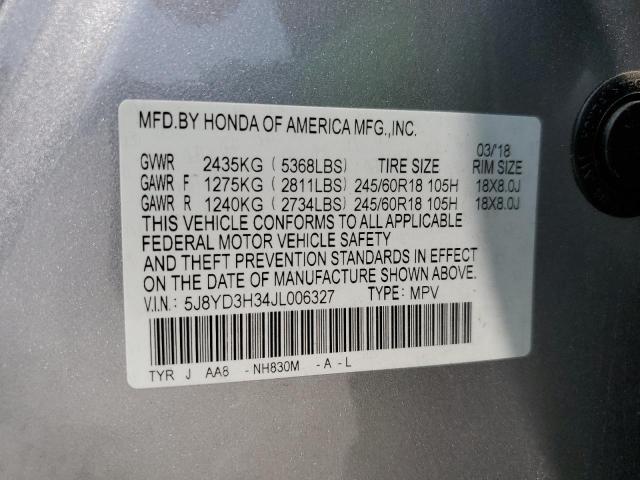 MFD.BY HONDA OF AMERICA MFG.,INC.
03/'18
GVWR 2435KG ( 5368LBS) TIRE SIZE RIM SIZE
GAWR F 1275KG ( 2811LBS) 245/60R18 105H 18X8.0J
GAWR R 1240KG ( 2734LBS) 245/60R18 105H 18X8.0J
THIS VEHICLE CONFORMS TO ALL APPLICABLE
FEDERAL MOTOR VEHICLE SAFETY
AND THEFT PREVENTION STANDARDS IN EFFECT
ON THE DATE OF MANUFACTURE SHOWN ABOVE.
V.I.N.: 5J8YD3H34JL006327 TYPE: MPV
TYR J AA8 -NH830M -A -L